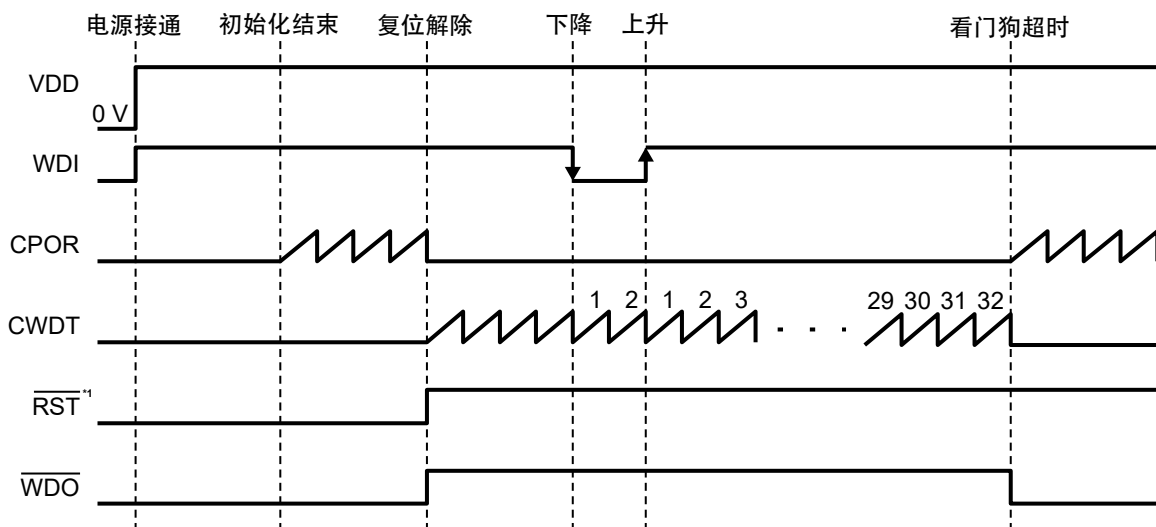 电源接通 初始化结束 复位解除 下降 上升 看门狗超时
VDD
0 V
WDI
CPOR
1 2 1 2 3 29 30 31 32
CWDT
RST *1
WDO